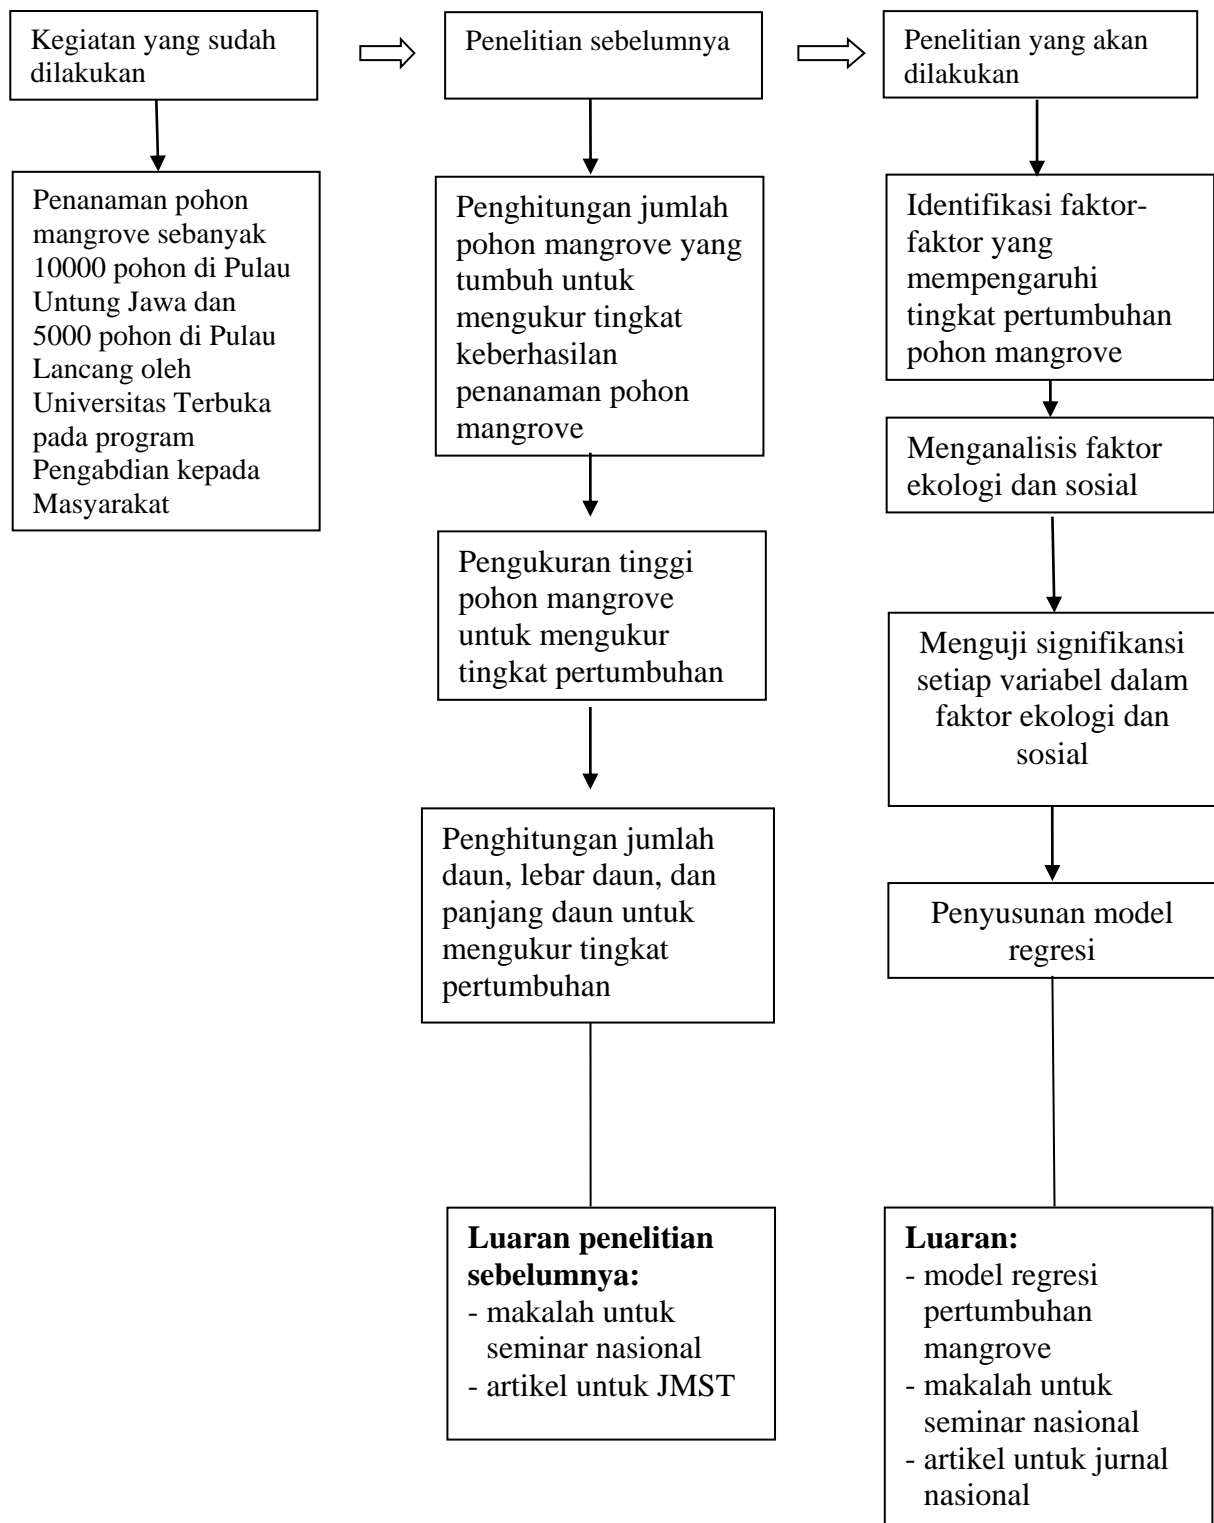 Kegiatan yang sudah
dilakukan
Penelitian sebelumnya
Penelitian yang akan
dilakukan
Penanaman pohon
mangrove sebanyak
10000 pohon di Pulau
Untung Jawa dan
5000 pohon di Pulau
Lancang oleh
Universitas Terbuka
pada program
Pengabdian kepada
Masyarakat
Penghitungan jumlah
pohon mangrove yang
tumbuh untuk
mengukur tingkat
keberhasilan
penanaman pohon
mangrove
Pengukuran tinggi
pohon mangrove
untuk mengukur
tingkat pertumbuhan
Penghitungan jumlah
daun, lebar daun, dan
panjang daun untuk
mengukur tingkat
pertumbuhan
Luaran penelitian
sebelumnya:
- makalah untuk
seminar nasional
- artikel untuk JMST
Identifikasi faktor-
faktor yang
mempengaruhi
tingkat pertumbuhan
pohon mangrove
Menganalisis faktor
ekologi dan sosial
Menguji signifikansi
setiap variabel dalam
faktor ekologi dan
sosial
Penyusunan model
regresi
Luaran:
- model regresi
pertumbuhan
mangrove
- makalah untuk
seminar nasional
- artikel untuk jurnal
nasional